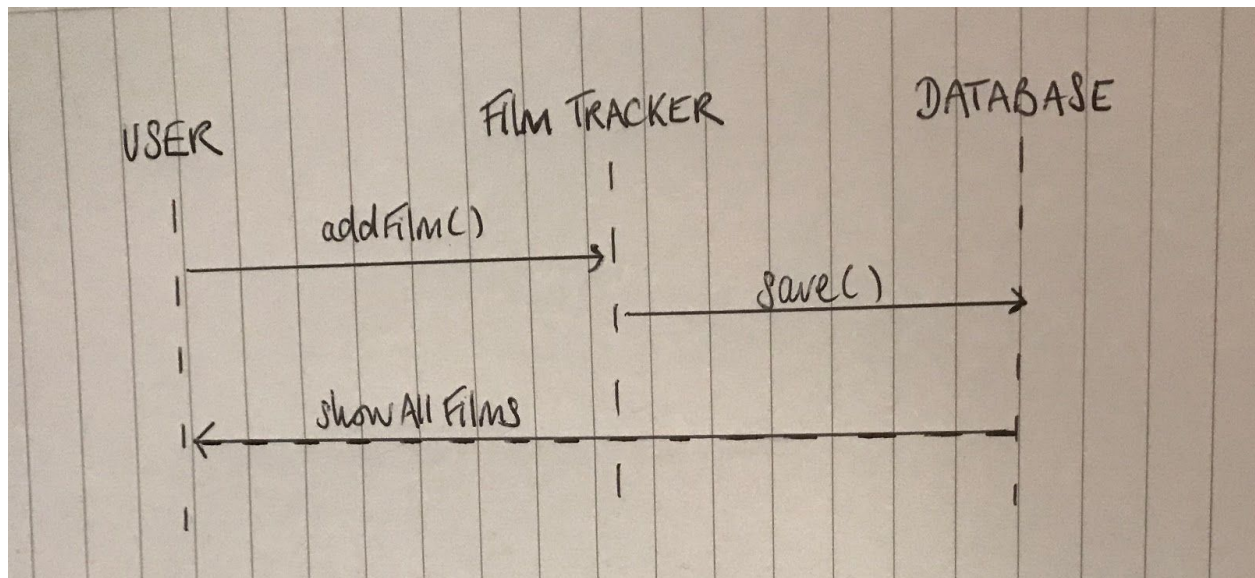 USER
FILM TRACKER
DATABASE
addFilm()
save()
showAllFilms